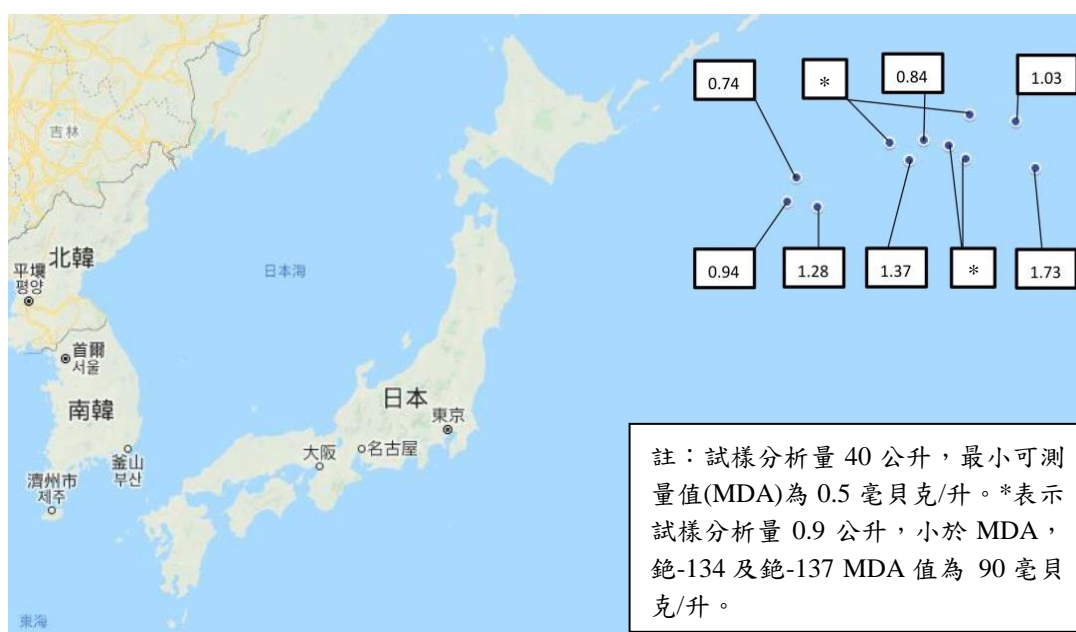 0.74
*
0.84
1.03
吉林
北韓
平壤
평양
日本海
0.94
1.28
1.37
*
1.73
首爾
서울
南韓
日本
東京
大阪
名古屋
釜山
부산
濟州市
제주
東海
註：試樣分析量 40 公升，最小可測
量值(MDA)為 0.5 毫貝克/升。*表示
試樣分析量 0.9 公升，小於 MDA，
銫-134 及銫-137 MDA 值為 90 毫貝
克/升。